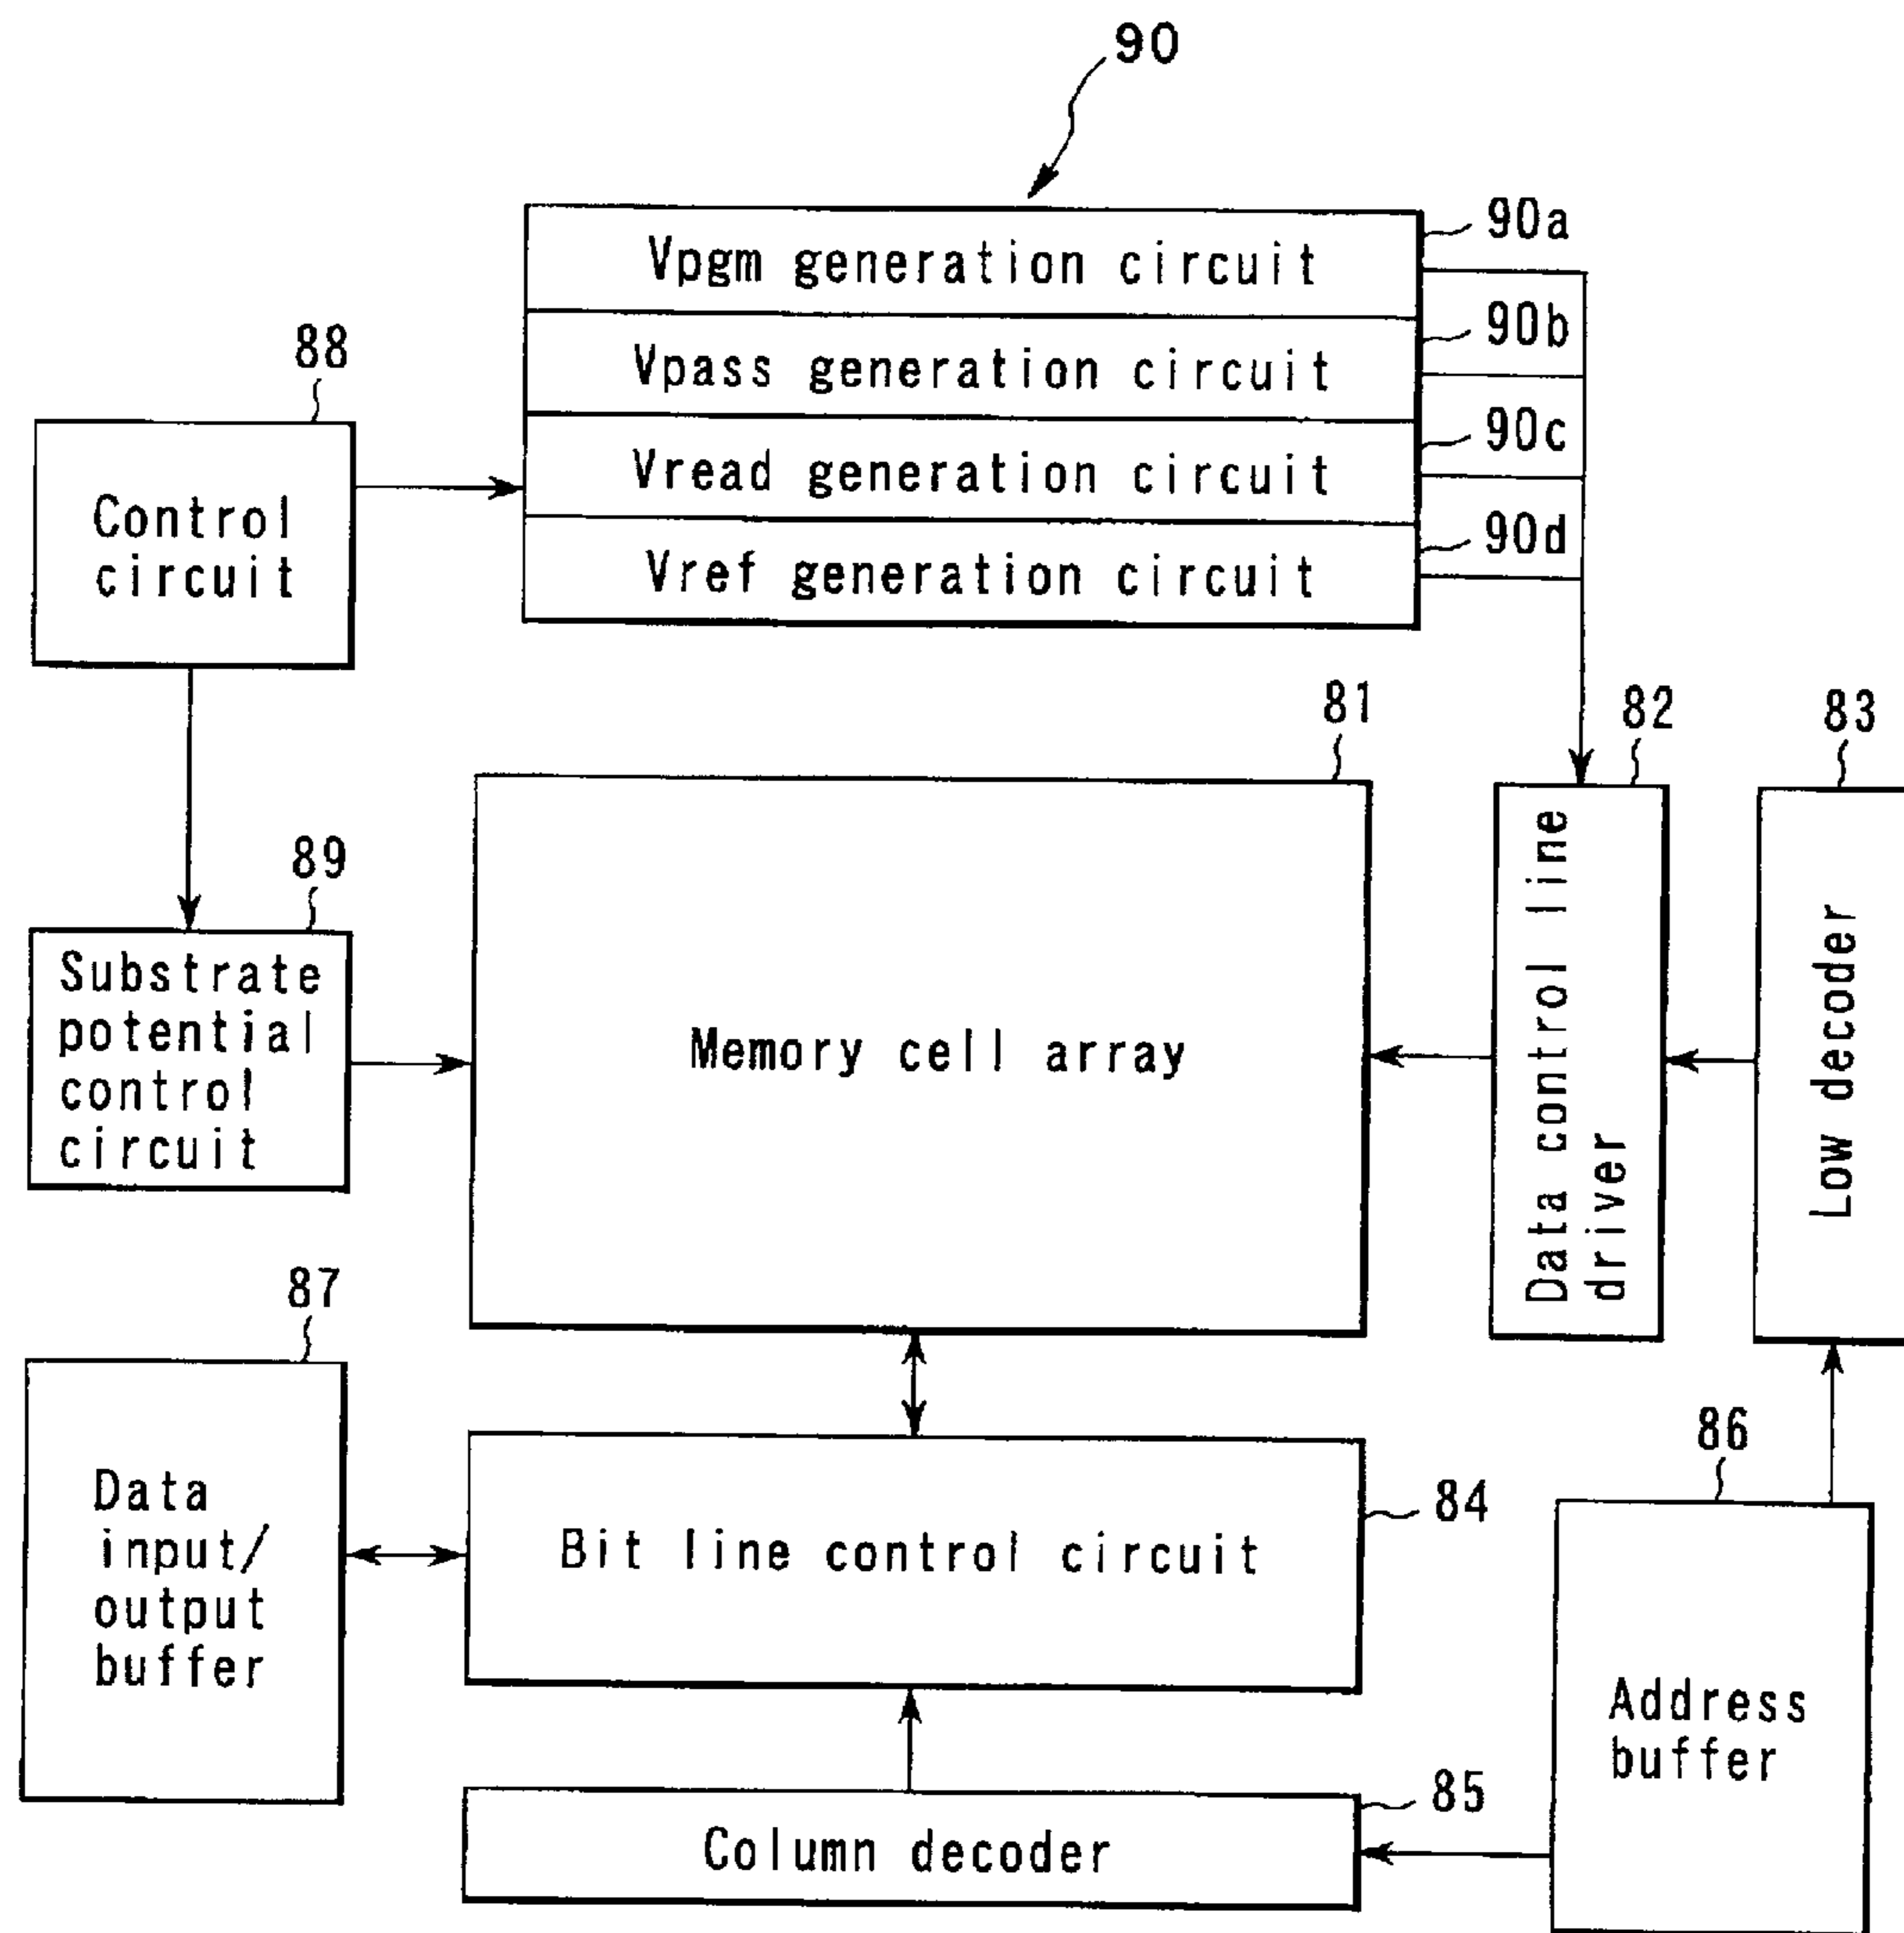 90
90a
Vpgm generation circuit
90b
Vpass generation circuit
90c
Vread generation circuit
90d
Vref generation circuit
88
Control
circuit
81
82
83
89
Substrate
potential
control
circuit
Memory cell array
Data control line
driver
Low decoder
87
Data
input/
output
buffer
84
Bit line control circuit
86
Address
buffer
85
Column decoder